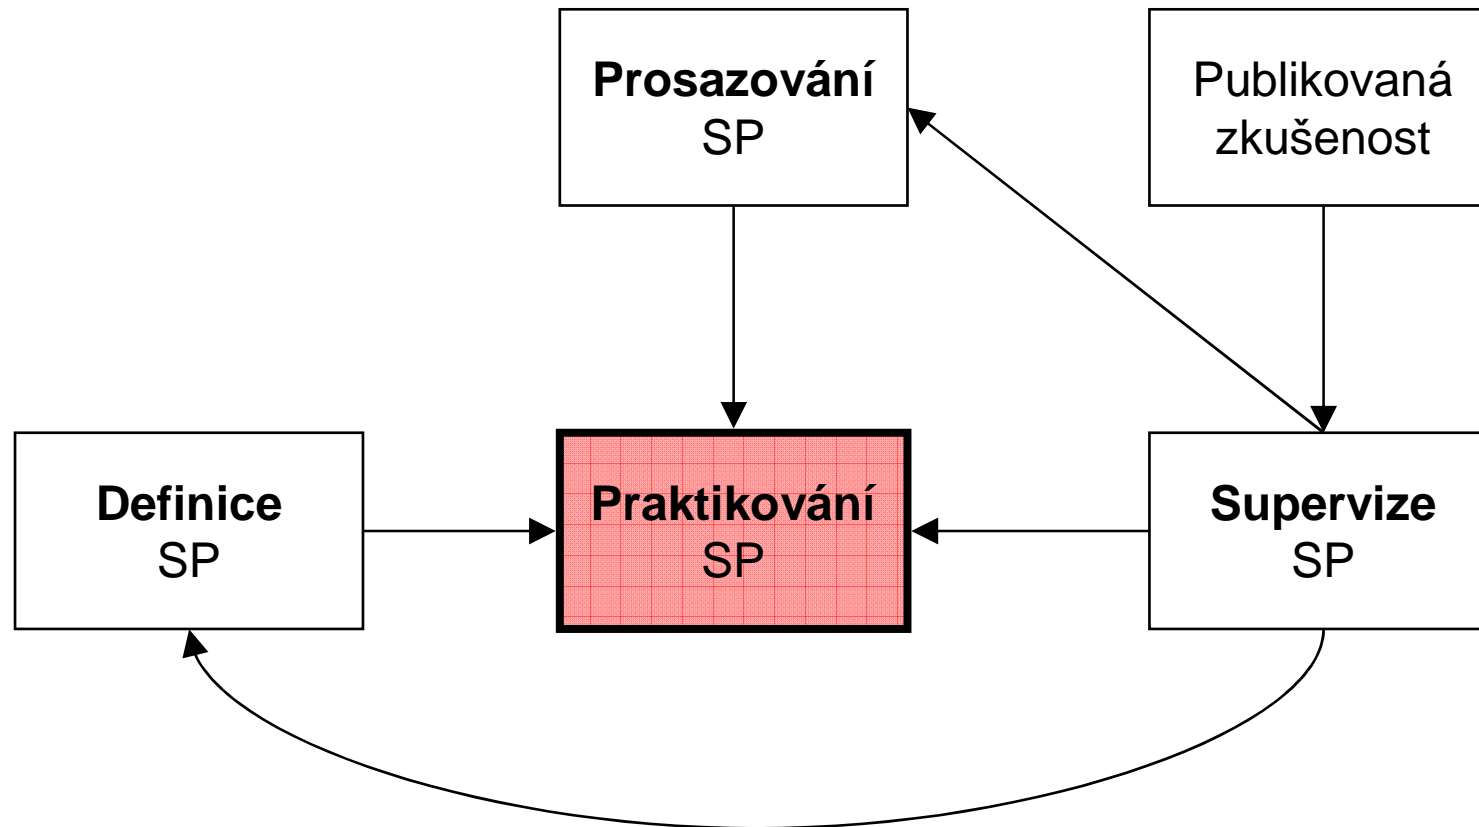 Prosazování
SP
Publikovaná
zkušenost
Definice
SP
Praktikování
SP
Supervize
SP